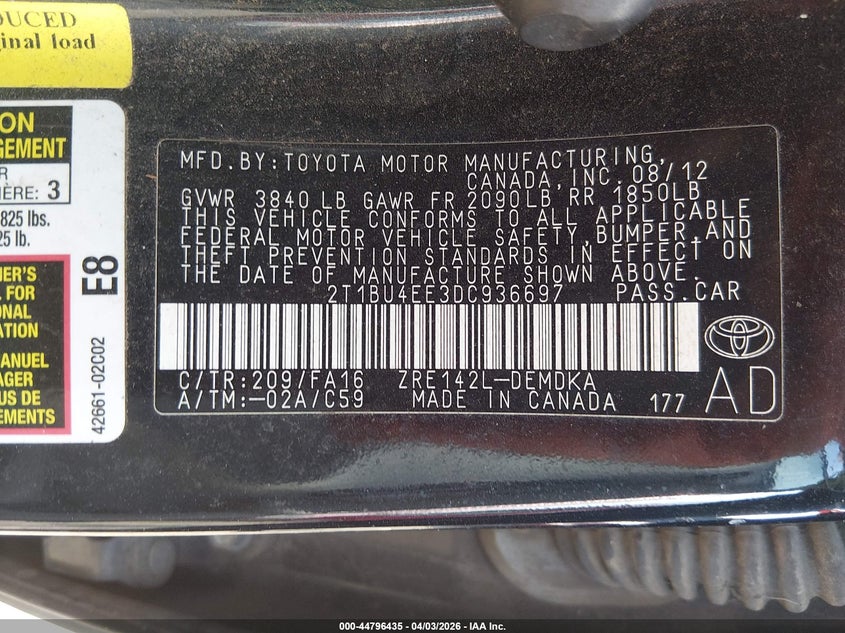 DUCED
ginal load
ON
GEMENT
R
IÈRE: 3
825 lbs.
25 lb.
ER'S
L FOR
ONAL
ATION
MANUEL
AGER
US DE
EMENTS
E8
42661-02C02
MFD.BY:TOYOTA MOTOR MANUFACTURING,
CANADA, INC. 08/12
GVWR 3840 LB GAWR FR 2090LB RR 1850LB
THIS VEHICLE CONFORMS TO ALL APPLICABLE
FEDERAL MOTOR VEHICLE SAFETY,BUMPER,AND
THEFT PREVENTION STANDARDS IN EFFECT ON
THE DATE OF MANUFACTURE SHOWN ABOVE.
2T1BU4EE3DC936697 PASS.CAR
C/TR:209/FA16 ZRE142L-DEMDKA
A/TM:-02A/C59 MADE IN CANADA 177 AD
000-44796435 - 04/03/2026 - IAA Inc.